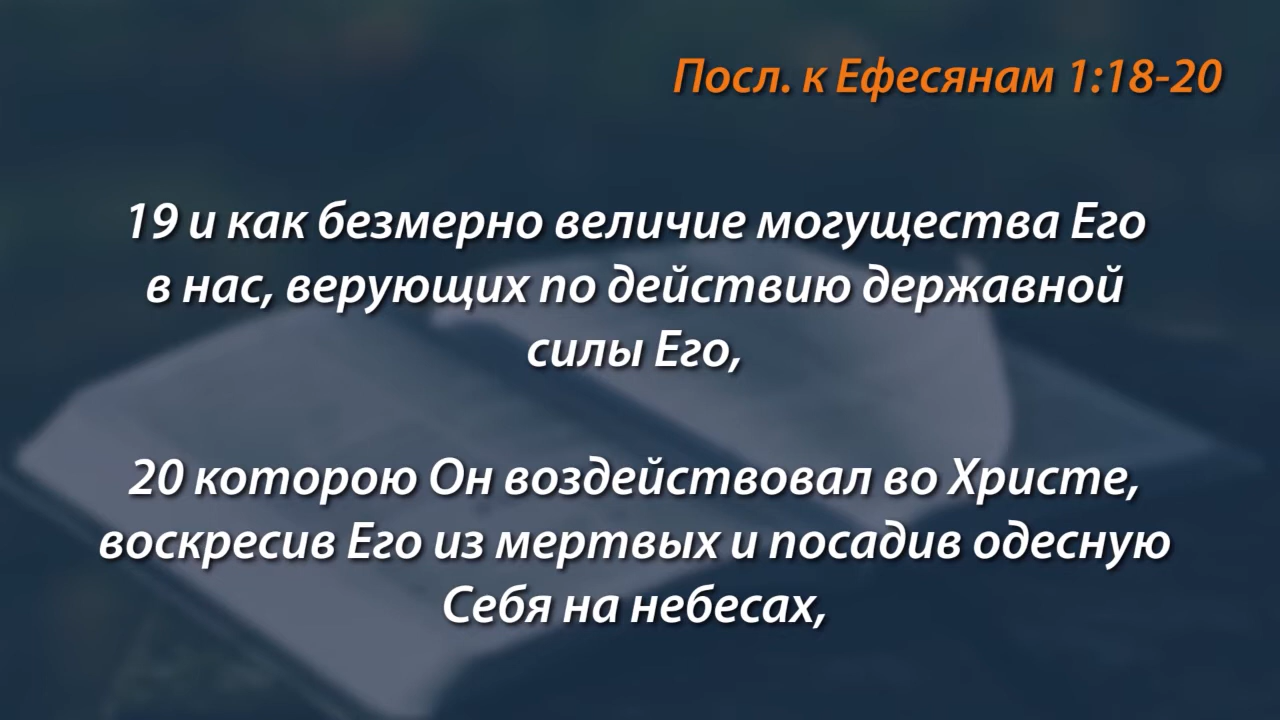 Посл. к Ефесянам 1:18-20
19 и как безмерно величие могущества Его
в нас, верующих по действию державной
силы Его,
20 которою Он воздействовал во Христе,
воскресив Его из мертвых и посадив одесную
Себя на небесах,